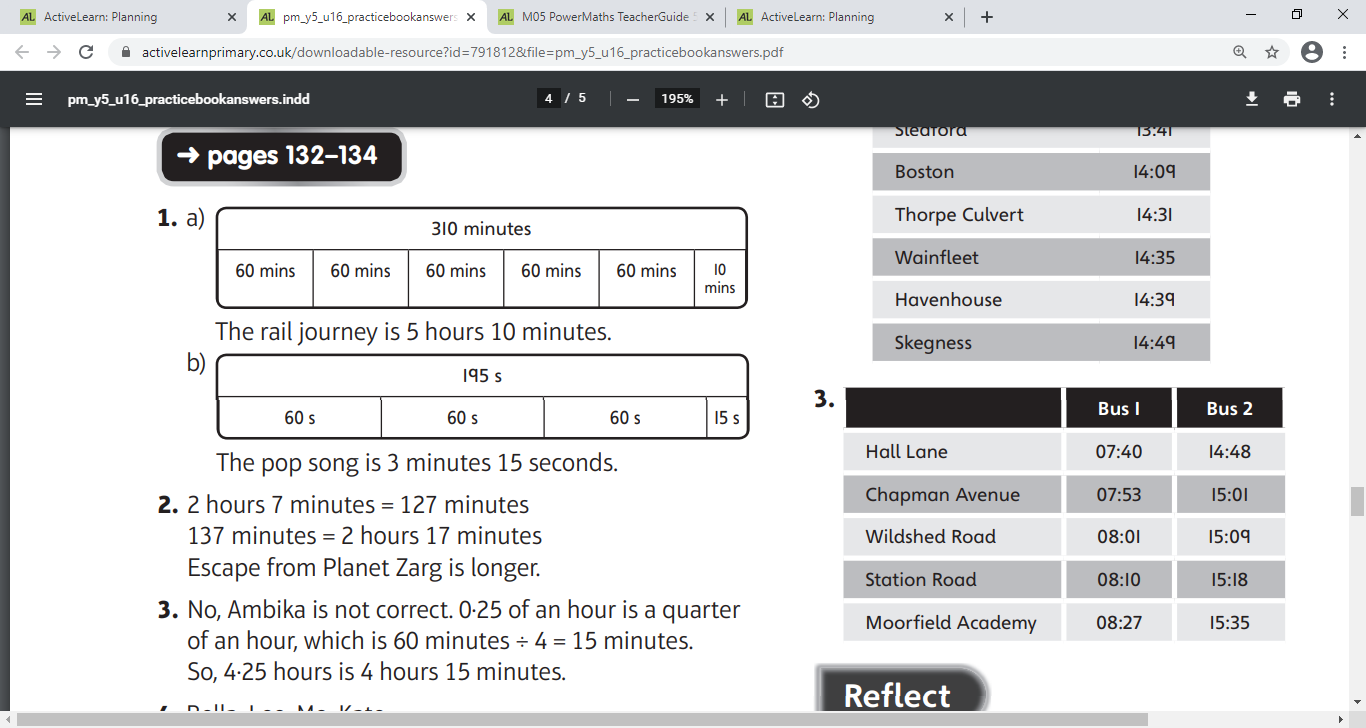 ActiveLearn: Planning
pm_y5_u16_practicebookanswers
M05 PowerMaths TeacherGuide 5
ActiveLearn: Planning
activelearnprimary.co.uk/downloadable-resource?id=791812&file=pm_y5_u16_practicebookanswers.pdf
pm_y5_u16_practicebookanswers.indd
4 / 5
195%
→ pages 132–134
1. a)
310 minutes
60 mins 60 mins 60 mins 60 mins 60 mins 10 mins
The rail journey is 5 hours 10 minutes.
b)
195 s
60 s 60 s 60 s 15 s
The pop song is 3 minutes 15 seconds.
2. 2 hours 7 minutes = 127 minutes
137 minutes = 2 hours 17 minutes
Escape from Planet Zarg is longer.
3. No, Ambika is not correct. 0·25 of an hour is a quarter
of an hour, which is 60 minutes ÷ 4 = 15 minutes.
So, 4·25 hours is 4 hours 15 minutes.
Sleaford 13:41
Boston 14:09
Thorpe Culvert 14:31
Wainfleet 14:35
Havenhouse 14:39
Skegness 14:49
3.
Bus 1 Bus 2
Hall Lane 07:40 14:48
Chapman Avenue 07:53 15:01
Wildshed Road 08:01 15:09
Station Road 08:10 15:18
Moorfield Academy 08:27 15:35
Reflect